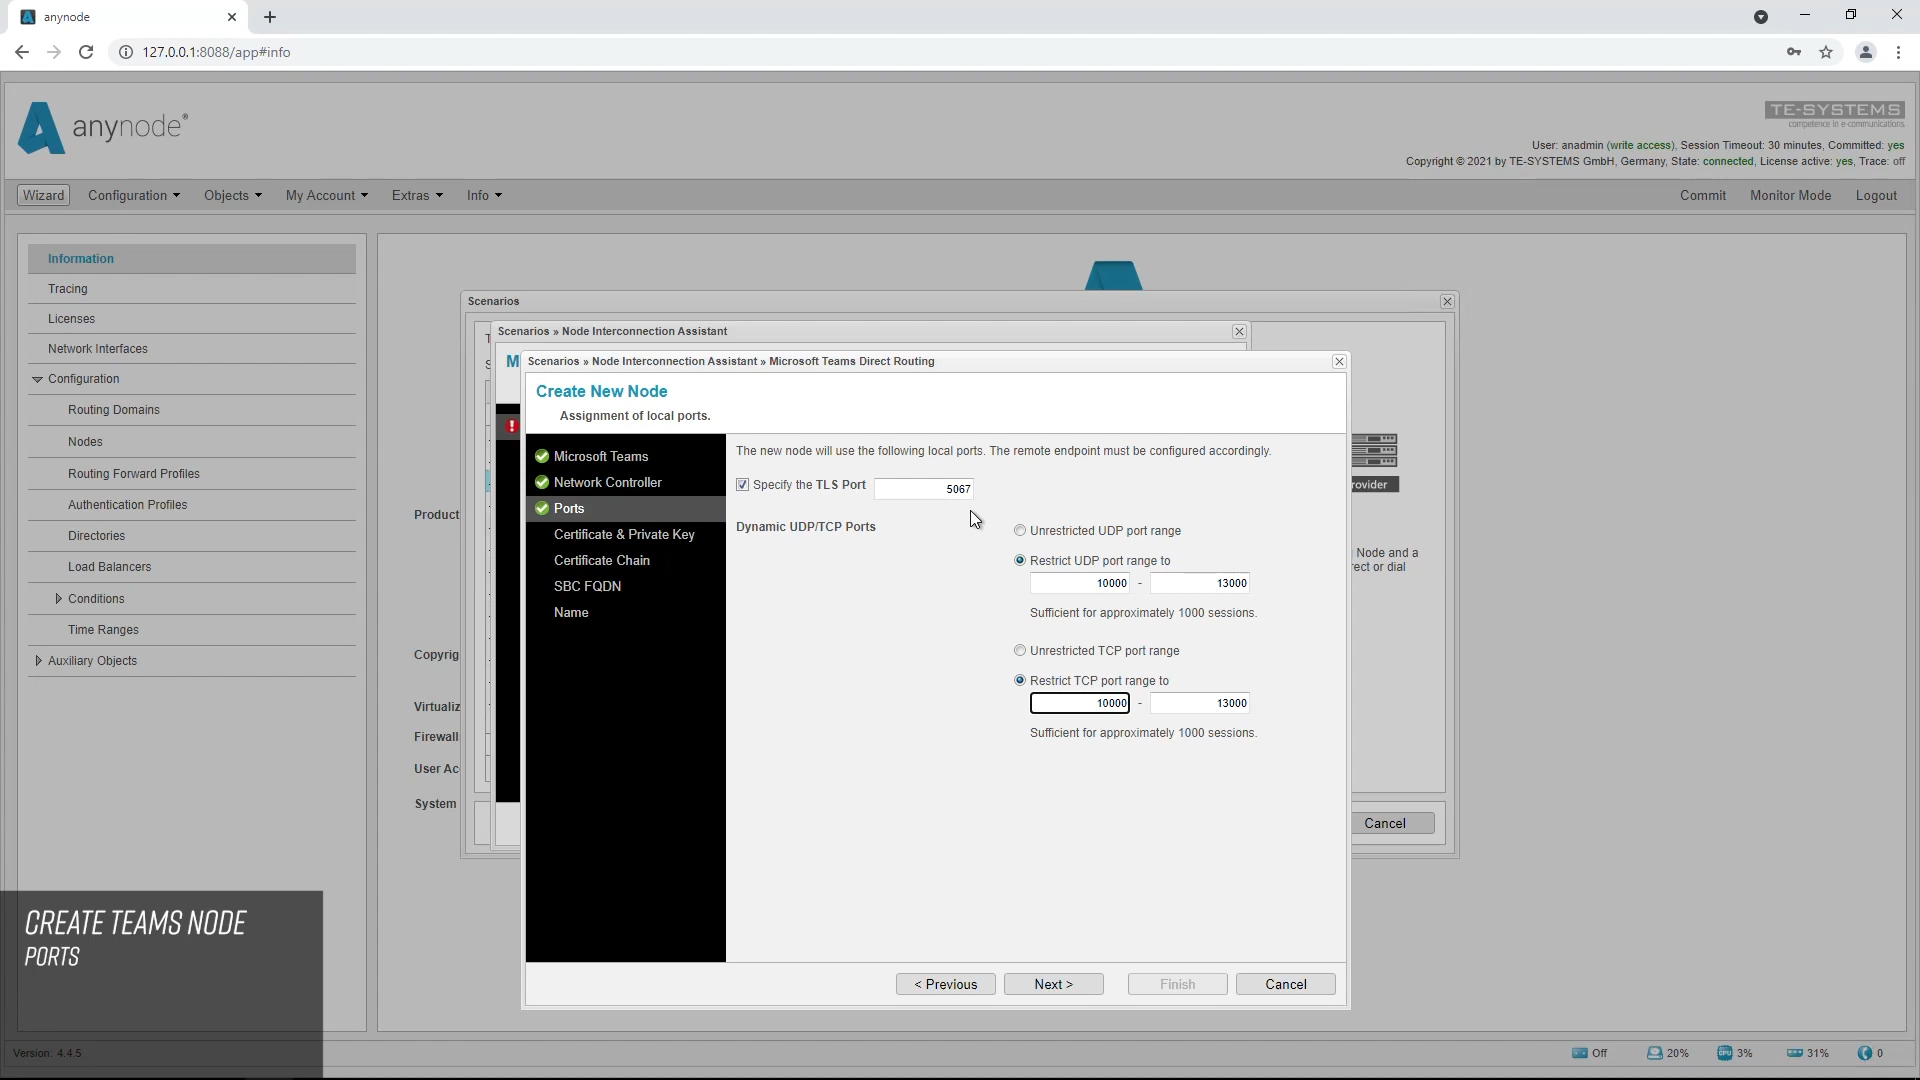 anynode
127.0.0.1:8088/app#info
anynode®
TE-SYSTEMS
competence in e-communications.
User: anadmin (write access), Session Timeout: 30 minutes, Committed: yes
Copyright © 2021 by TE-SYSTEMS GmbH, Germany, State: connected, License active: yes, Trace: off
Wizard Configuration Objects My Account Extras Info Commit Monitor Mode Logout
Information
Tracing
Licenses
Network Interfaces
Configuration
Routing Domains
Nodes
Routing Forward Profiles
Authentication Profiles
Directories
Load Balancers
Conditions
Time Ranges
Auxiliary Objects
Product
Copyrig
Virtualiz
Firewall
User Ac
System
Scenarios
Scenarios » Node Interconnection Assistant
M
Scenarios » Node Interconnection Assistant » Microsoft Teams Direct Routing
Create New Node
Assignment of local ports.
Microsoft Teams
Network Controller
Ports
Certificate & Private Key
Certificate Chain
SBC FQDN
Name
The new node will use the following local ports. The remote endpoint must be configured accordingly.
Specify the TLS Port 5067
Dynamic UDP/TCP Ports
Unrestricted UDP port range
Restrict UDP port range to
10000 - 13000
Sufficient for approximately 1000 sessions.
Unrestricted TCP port range
Restrict TCP port range to
10000 - 13000
Sufficient for approximately 1000 sessions.
rovider
Node and a
ect or dial
Cancel
< Previous Next > Finish Cancel
CREATE TEAMS NODE
PORTS
Version: 4.4.5
Off 20% CPU 3% 31% 0